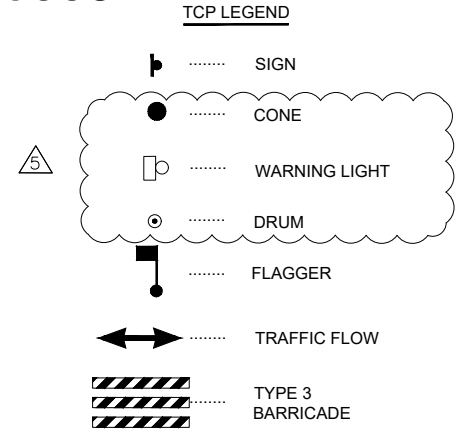 TCP LEGEND
SIGN
CONE
5
WARNING LIGHT
DRUM
FLAGGER
TRAFFIC FLOW
TYPE 3
BARRICADE